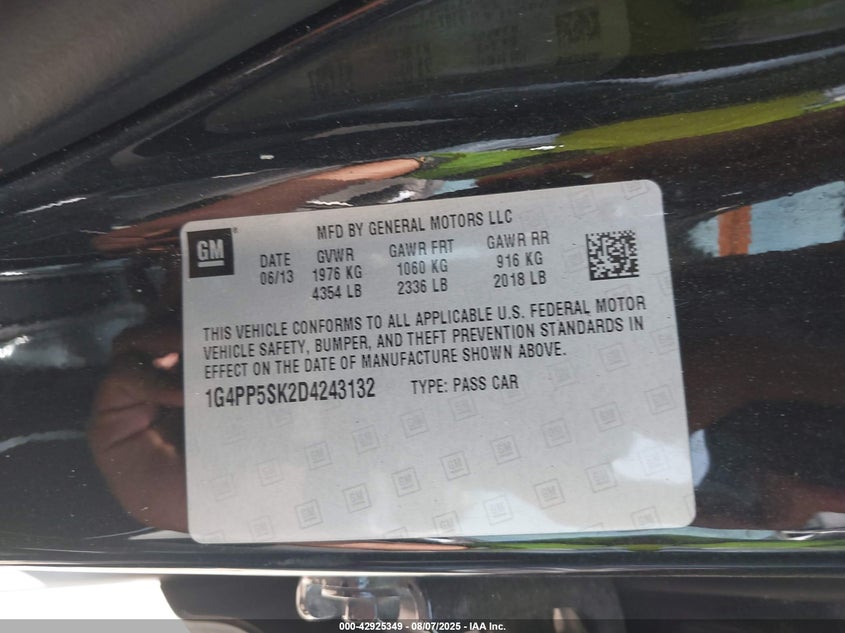 MFD BY GENERAL MOTORS LLC
GM
DATE GVWR GAWR FRT GAWR RR
06/13 1976 KG 1060 KG 916 KG
4354 LB 2336 LB 2018 LB
THIS VEHICLE CONFORMS TO ALL APPLICABLE U.S. FEDERAL MOTOR
VEHICLE SAFETY, BUMPER, AND THEFT PREVENTION STANDARDS IN
EFFECT ON THE DATE OF MANUFACTURE SHOWN ABOVE.
1G4PP5SK2D4243132 TYPE: PASS CAR
000-42925349 - 08/07/2025 - IAA Inc.